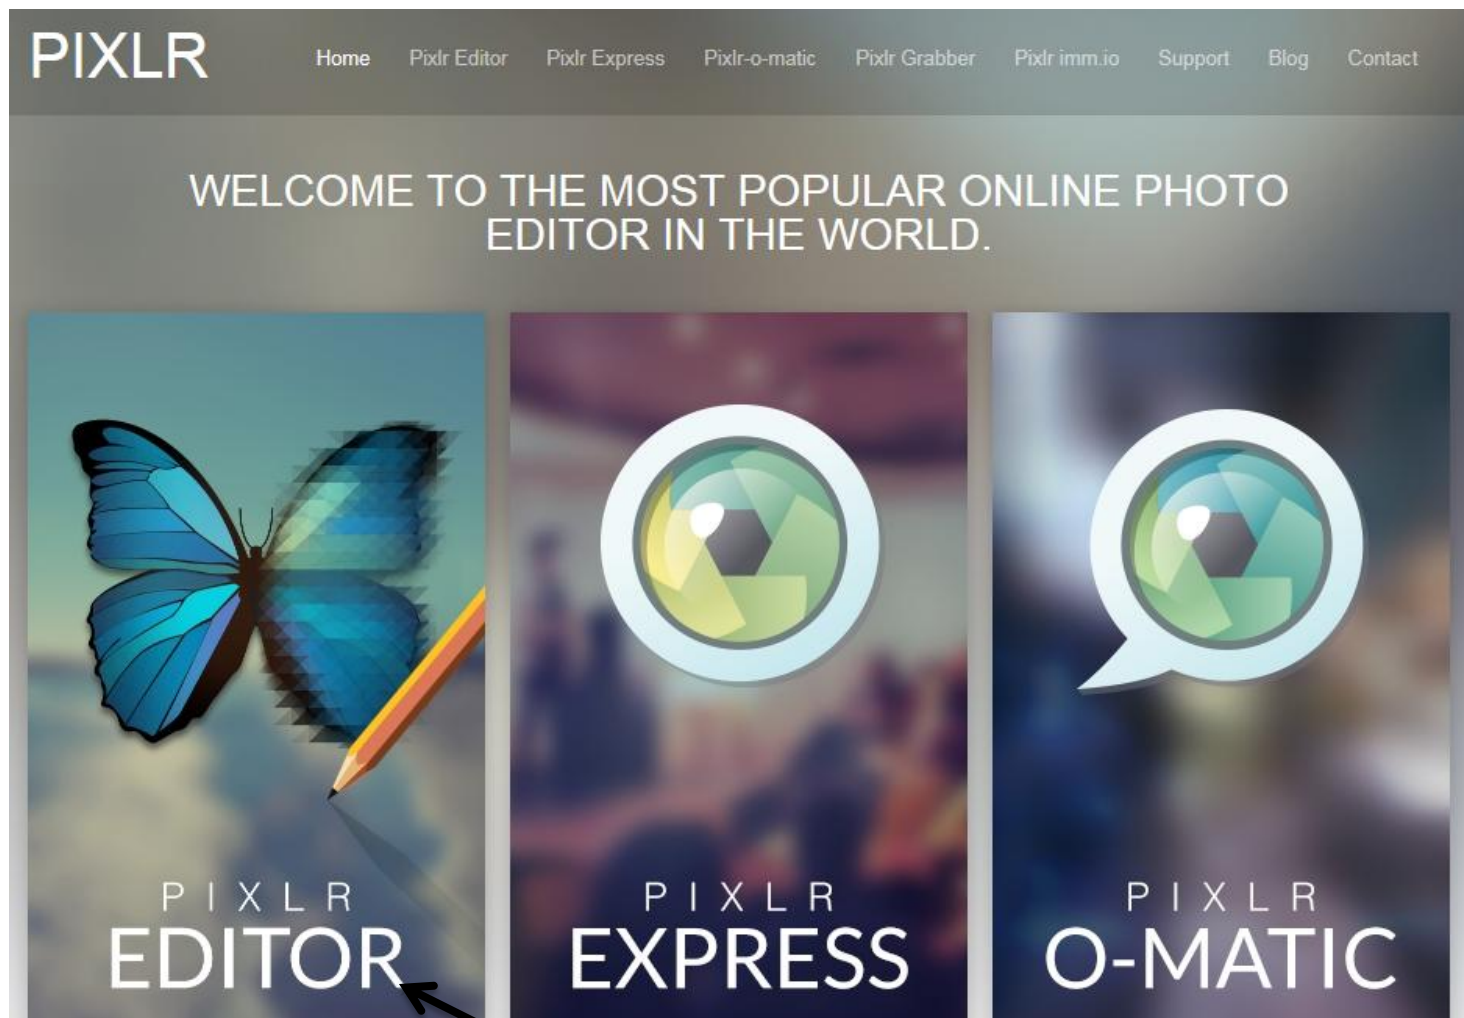 PIXLR
Home Pixlr Editor Pixlr Express Pixlr-o-matic Pixlr Grabber Pixlr imm.io Support Blog Contact
WELCOME TO THE MOST POPULAR ONLINE PHOTO
EDITOR IN THE WORLD.
PIXLR
EDITOR
PIXLR
EXPRESS
PIXLR
O-MATIC